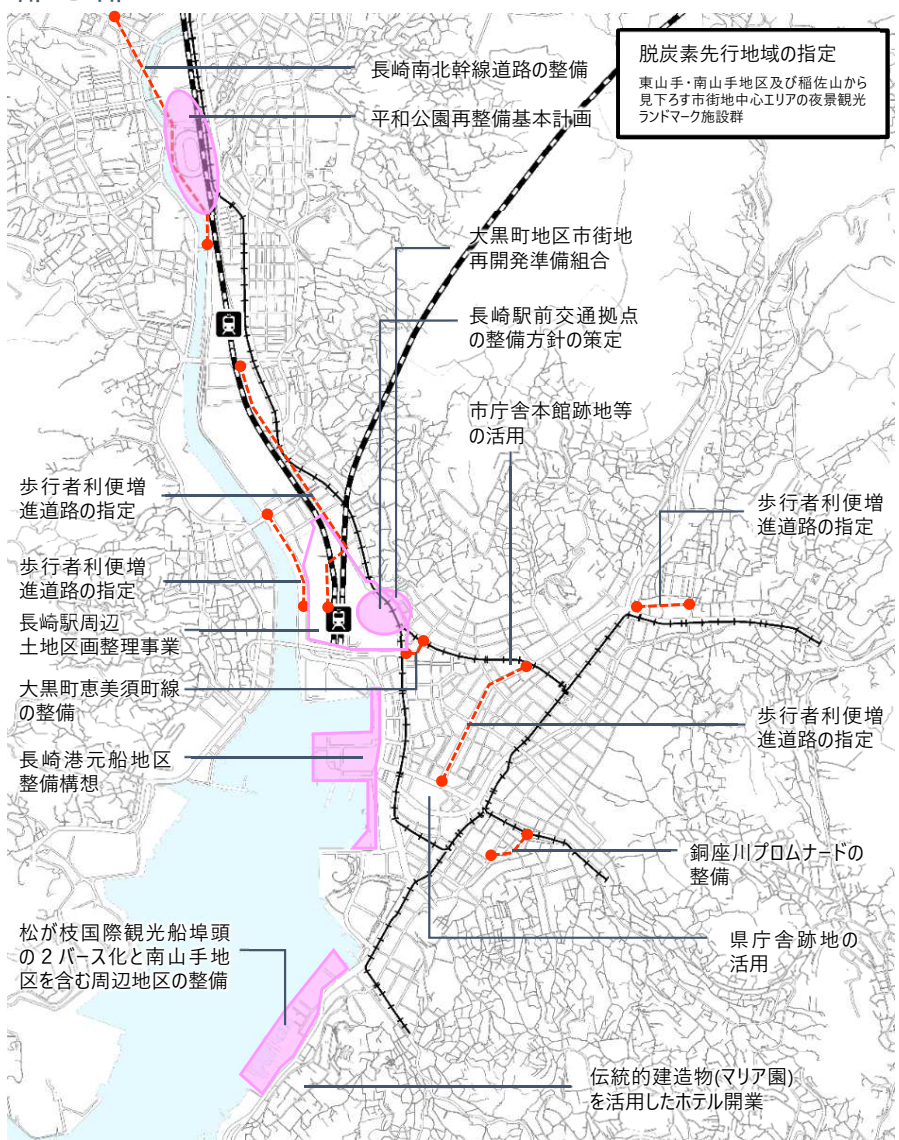 長崎南北幹線道路の整備
平和公園再整備基本計画
脱炭素先行地域の指定
東山手・南山手地区及び稲佐山から
見下ろす市街地中心エリアの夜景観光
ランドマーク施設群
大黒町地区市街地
再開発準備組合
長崎駅前交通拠点
の整備方針の策定
市庁舎本館跡地等
の活用
歩行者利便増
進道路の指定
歩行者利便増
進道路の指定
歩行者利便増
進道路の指定
長崎駅周辺
土地区画整理事業
大黒町恵美須町線
の整備
歩行者利便増
進道路の指定
長崎港元船地区
整備構想
銅座川プロムナードの
整備
県庁舎跡地の
活用
松が枝国際観光船埠頭
の2バース化と南山手地
区を含む周辺地区の整備
伝統的建造物(マリア園)
を活用したホテル開業